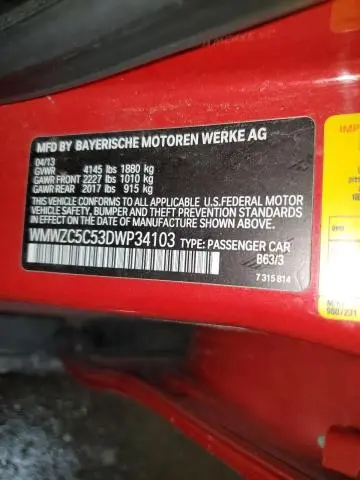 MFD BY BAYERISCHE MOTOREN WERKE AG
04/13
GVWR 4145 lbs 1880 kg
GAWR FRONT 2227 lbs 1010 kg
GAWR REAR 2017 lbs 915 kg
THIS VEHICLE CONFORMS TO ALL APPLICABLE U.S.FEDERAL MOTOR
VEHICLE SAFETY, BUMPER AND THEFT PREVENTION STANDARDS
IN EFFECT ON THE DATE OF MANUFACTURE SHOWN ABOVE.
WMWZC5C53DWP34103 TYPE: PASSENGER CAR
B63/3
7 315 814
IMP